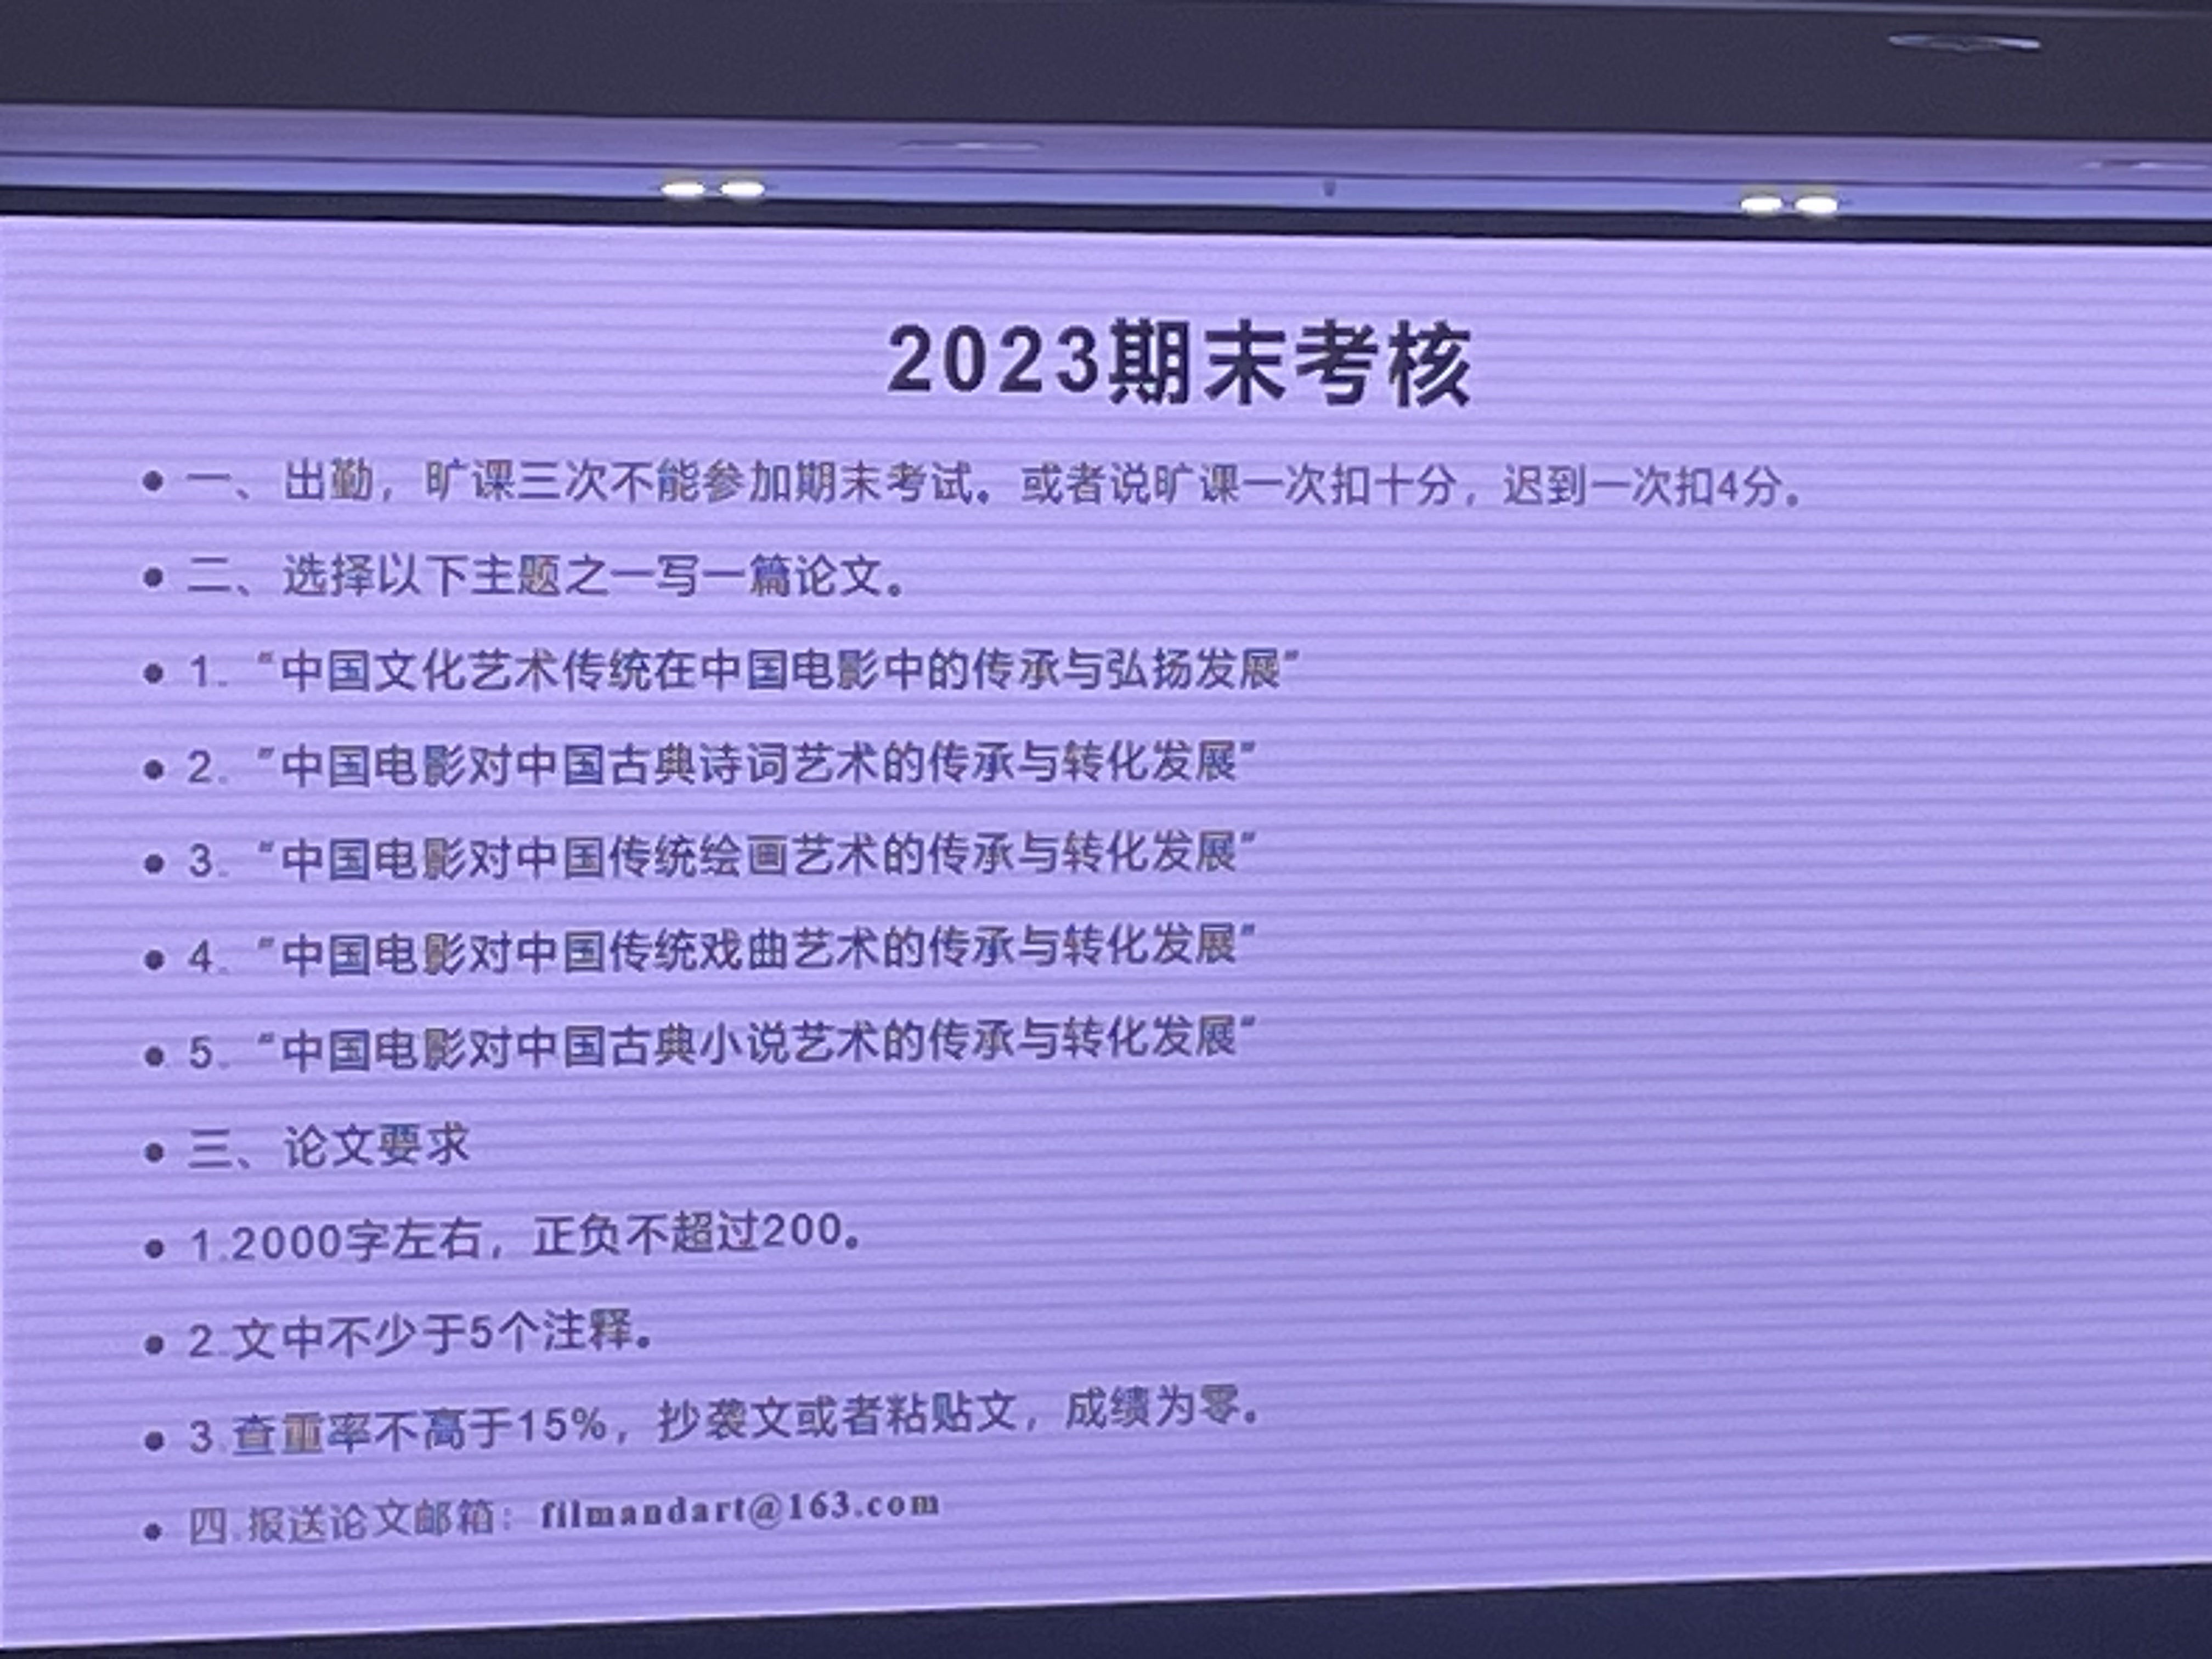 2023期末考核
• 一、出勤，旷课三次不能参加期末考试。或者说旷课一次扣十分，迟到一次扣4分。
• 二、选择以下主题之一写一篇论文。
• 1. “中国文化艺术传统在中国电影中的传承与弘扬发展”
• 2. “中国电影对中国古典诗词艺术的传承与转化发展”
• 3. “中国电影对中国传统绘画艺术的传承与转化发展”
• 4. “中国电影对中国传统戏曲艺术的传承与转化发展”
• 5. “中国电影对中国古典小说艺术的传承与转化发展”
• 三、论文要求
• 1.2000字左右，正负不超过200。
• 2.文中不少于5个注释。
• 3.查重率不高于15%，抄袭文或者粘贴文，成绩为零。
• 四.报送论文邮箱：filmandart@163.com